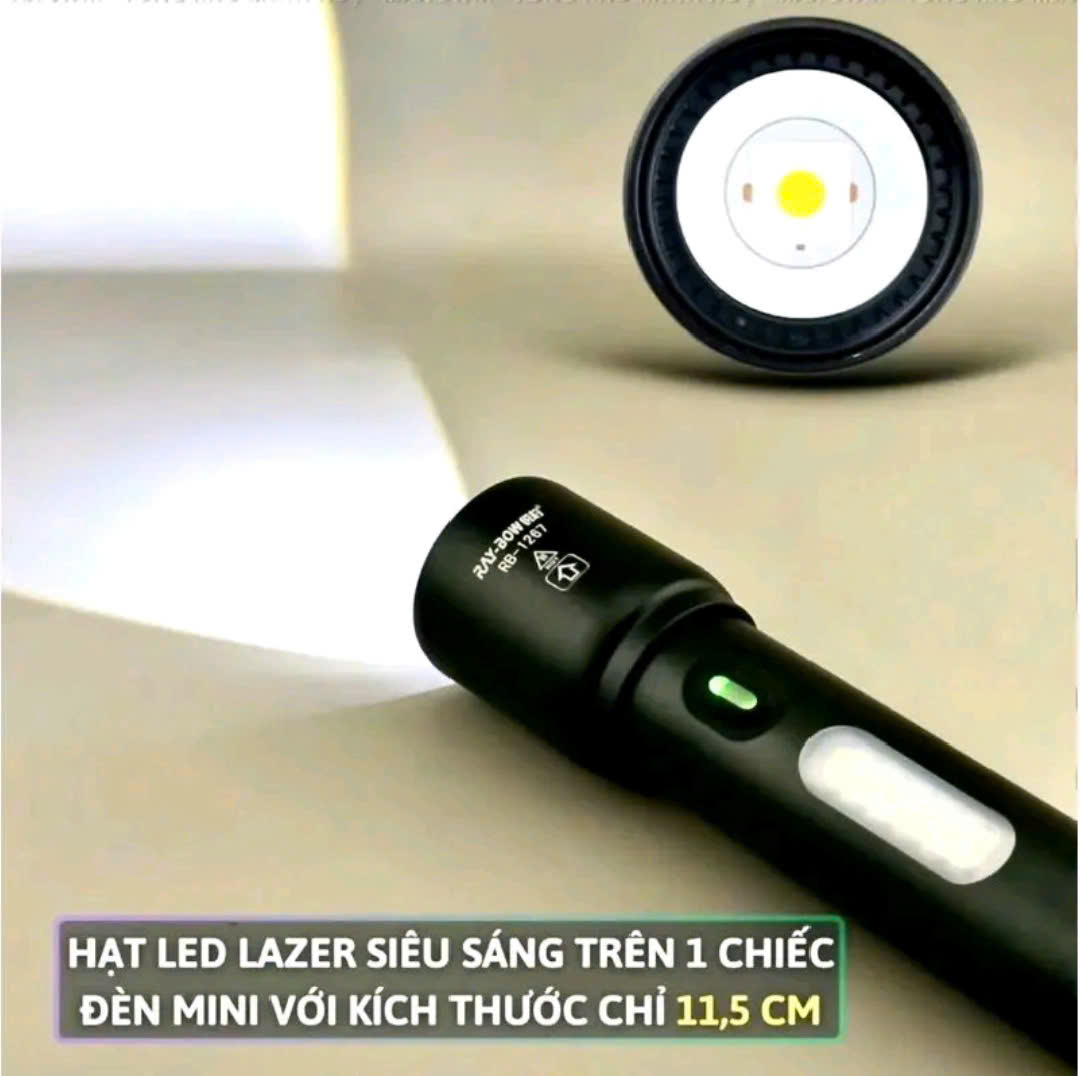 RAY-BOW
RB-1267
HẠT LED LAZER SIÊU SÁNG TRÊN 1 CHIẾC
ĐÈN MINI VỚI KÍCH THƯỚC CHỈ 11,5 CM